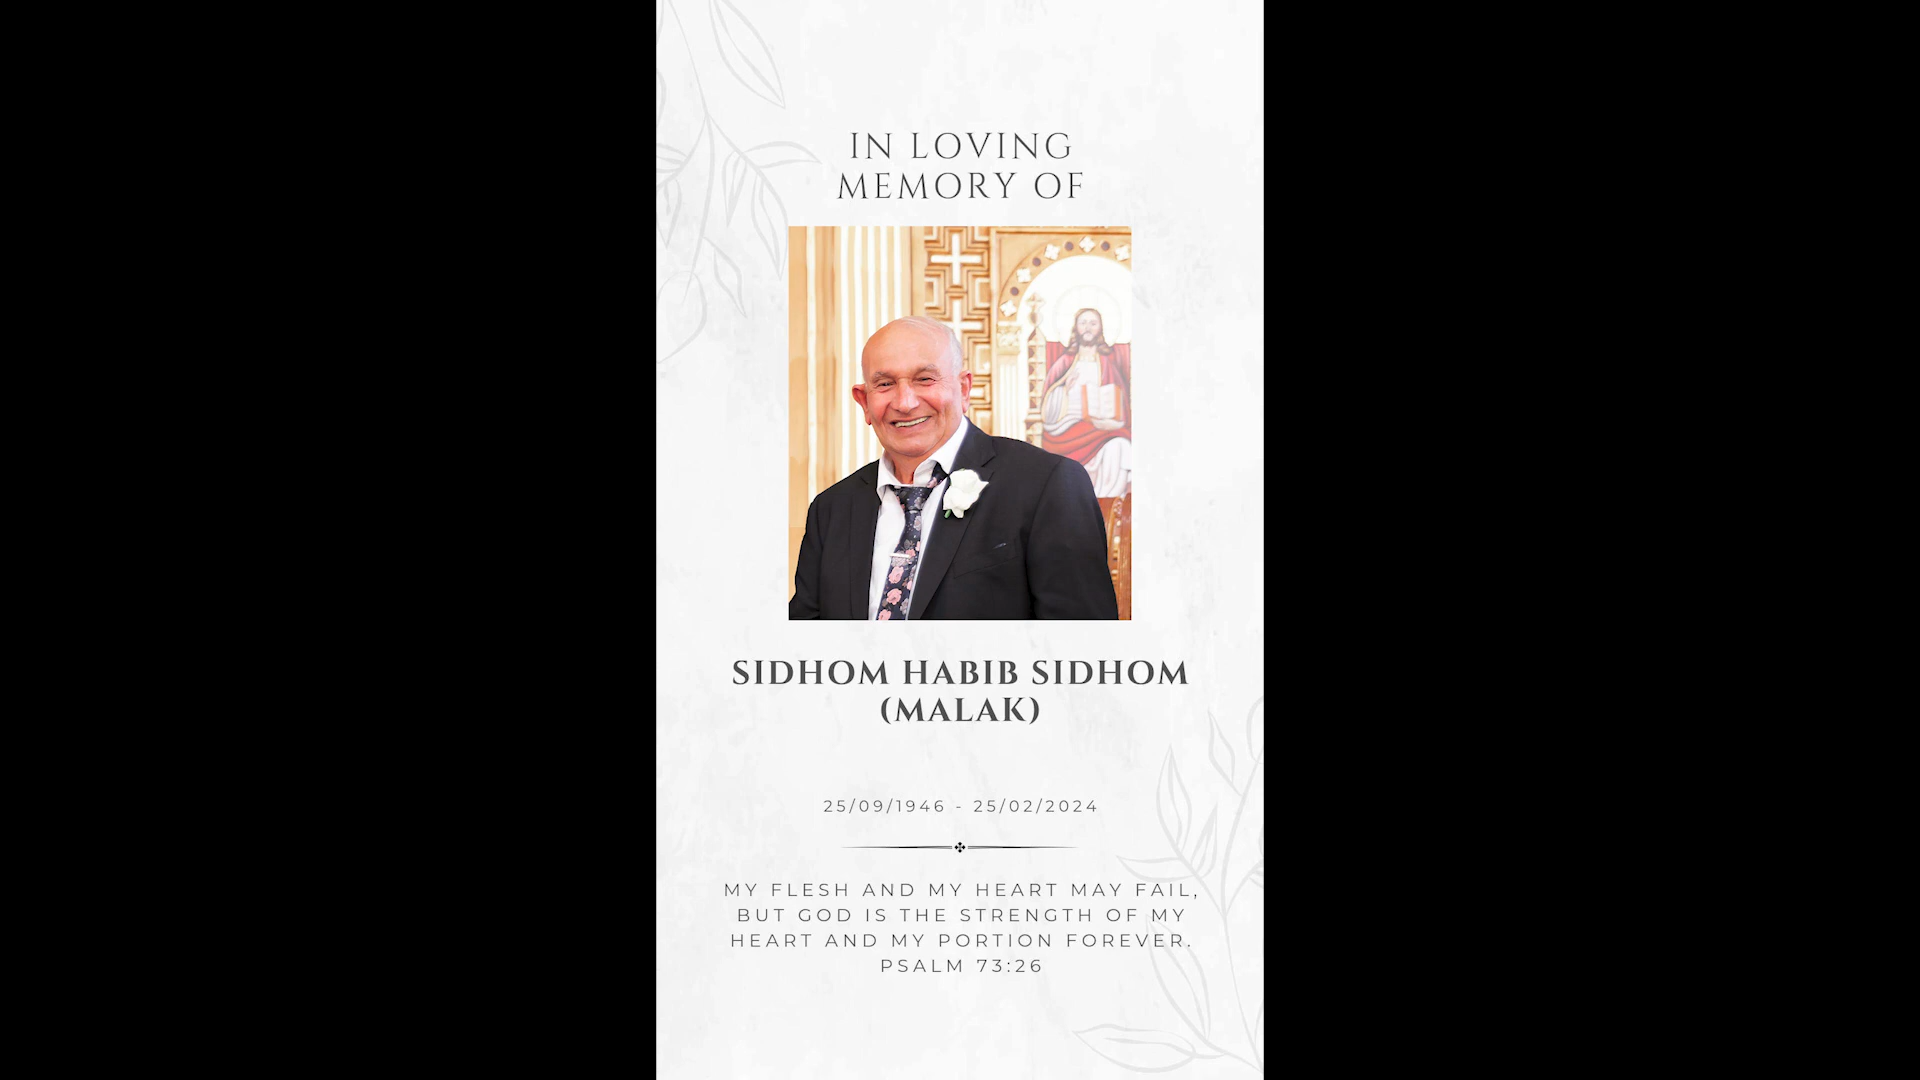 IN LOVING
MEMORY OF
SIDHOM HABIB SIDHOM
(MALAK)
25/09/1946 - 25/02/2024
MY FLESH AND MY HEART MAY FAIL,
BUT GOD IS THE STRENGTH OF MY
HEART AND MY PORTION FOREVER.
PSALM 73:26